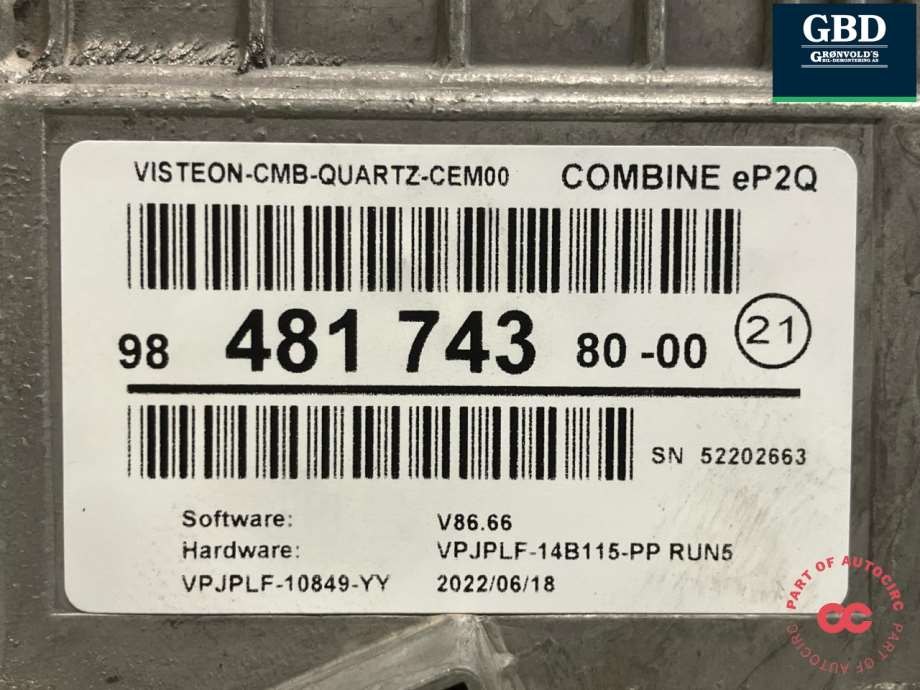 GBD
GRØNVOLD'S
BIL-DEMONTERING AS
VISTEON-CMB-QUARTZ-CEM00 COMBINE eP2Q
98 481 743 80 -00 21
SN 52202663
Software: V86.66
Hardware: VPJPLF-14B115-PP RUN5
VPJPLF-10849-YY 2022/06/18
PART OF AUTOCIRC PART OF AUTOCIRC